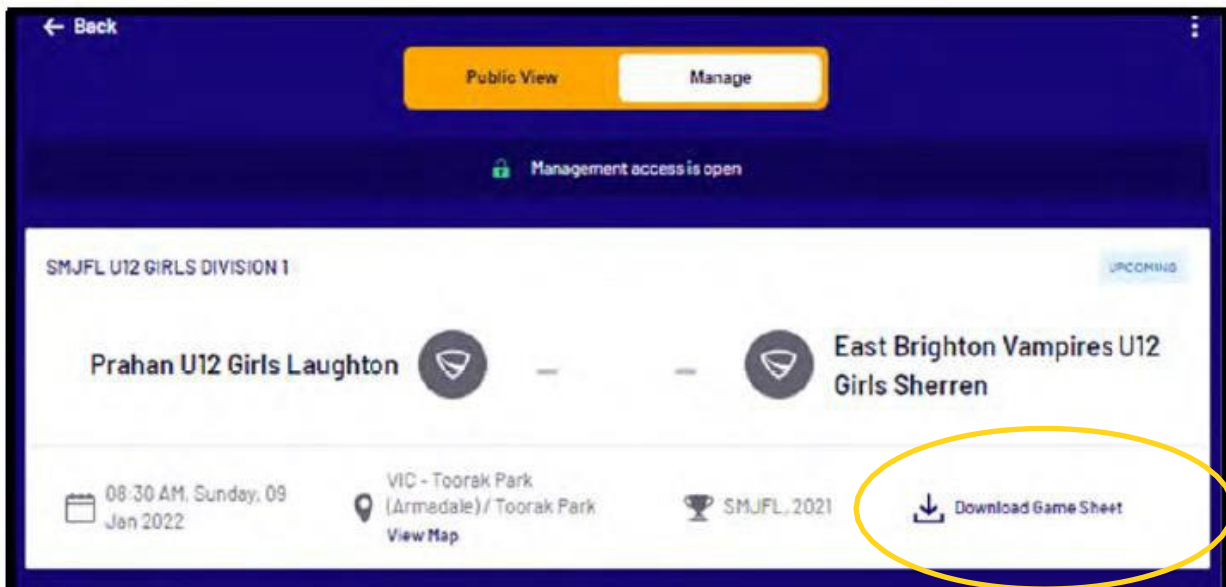 ← Back
Public View
Manage
Management access is open
SMJFL U12 GIRLS DIVISION 1
UPCOMING
Prahan U12 Girls Laughton
–
–
East Brighton Vampires U12
Girls Sherren
08:30 AM, Sunday, 09
Jan 2022
VIC - Toorak Park
(Armadale) / Toorak Park
View Map
SMJFL, 2021
Download Game Sheet